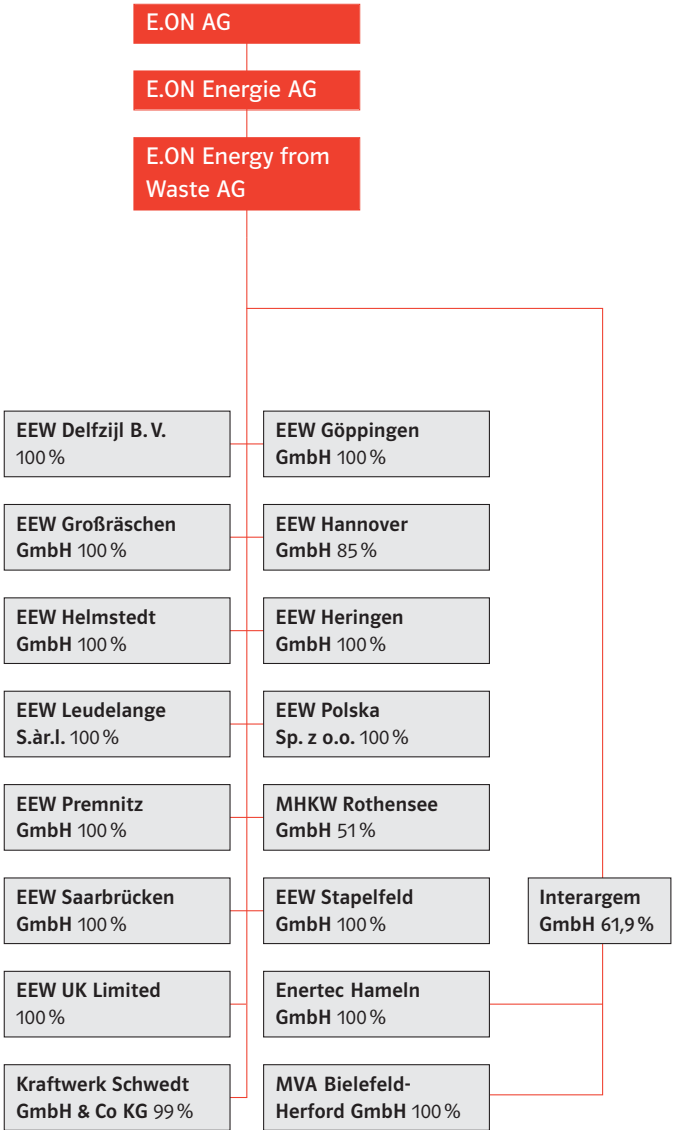 E.ON AG
E.ON Energie AG
E.ON Energy from
Waste AG
EEW Delfzijl B. V.
100 %
EEW Göppingen
GmbH 100 %
EEW Großräschen
GmbH 100 %
EEW Hannover
GmbH 85 %
EEW Helmstedt
GmbH 100 %
EEW Heringen
GmbH 100 %
EEW Leudelange
S.àr.l. 100 %
EEW Polska
Sp. z o.o. 100 %
EEW Premnitz
GmbH 100 %
MHKW Rothensee
GmbH 51 %
EEW Saarbrücken
GmbH 100 %
EEW Stapelfeld
GmbH 100 %
Interargem
GmbH 61,9 %
EEW UK Limited
100 %
Enertec Hameln
GmbH 100 %
Kraftwerk Schwedt
GmbH & Co KG 99 %
MVA Bielefeld-
Herford GmbH 100 %